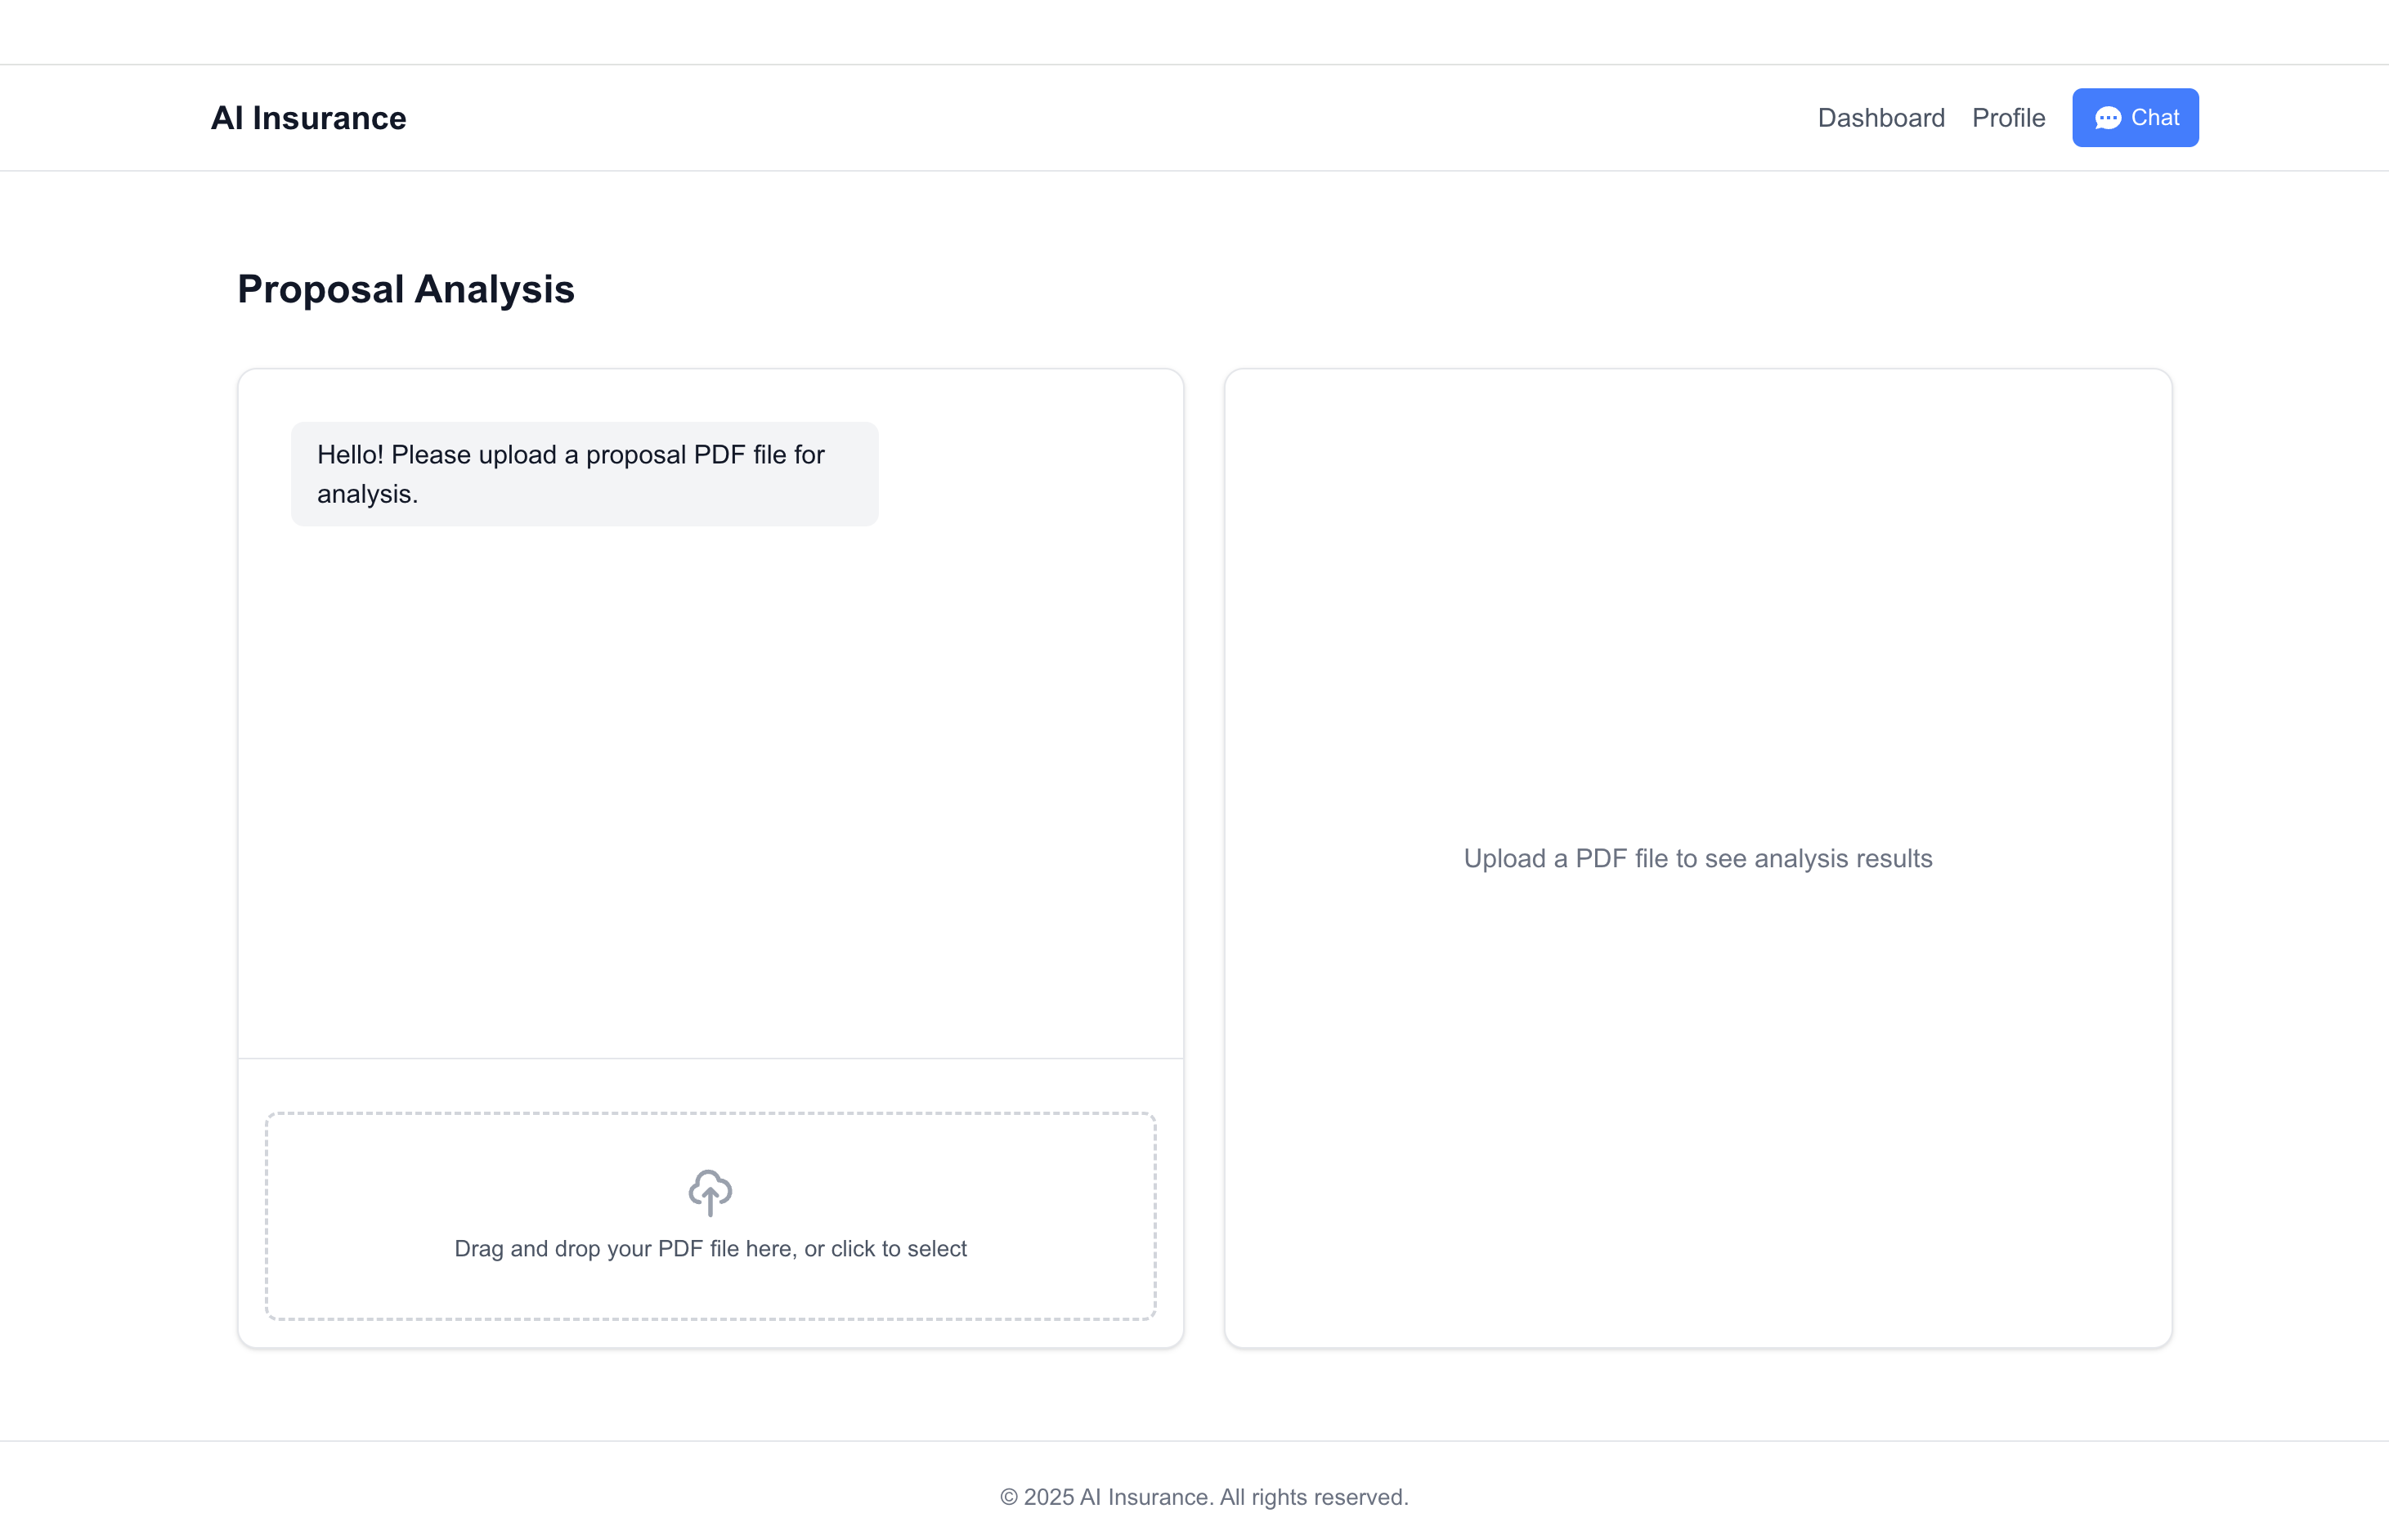 AI Insurance
Dashboard
Profile
Chat
Proposal Analysis
Hello! Please upload a proposal PDF file for
analysis.
Drag and drop your PDF file here, or click to select
Upload a PDF file to see analysis results
© 2025 AI Insurance. All rights reserved.